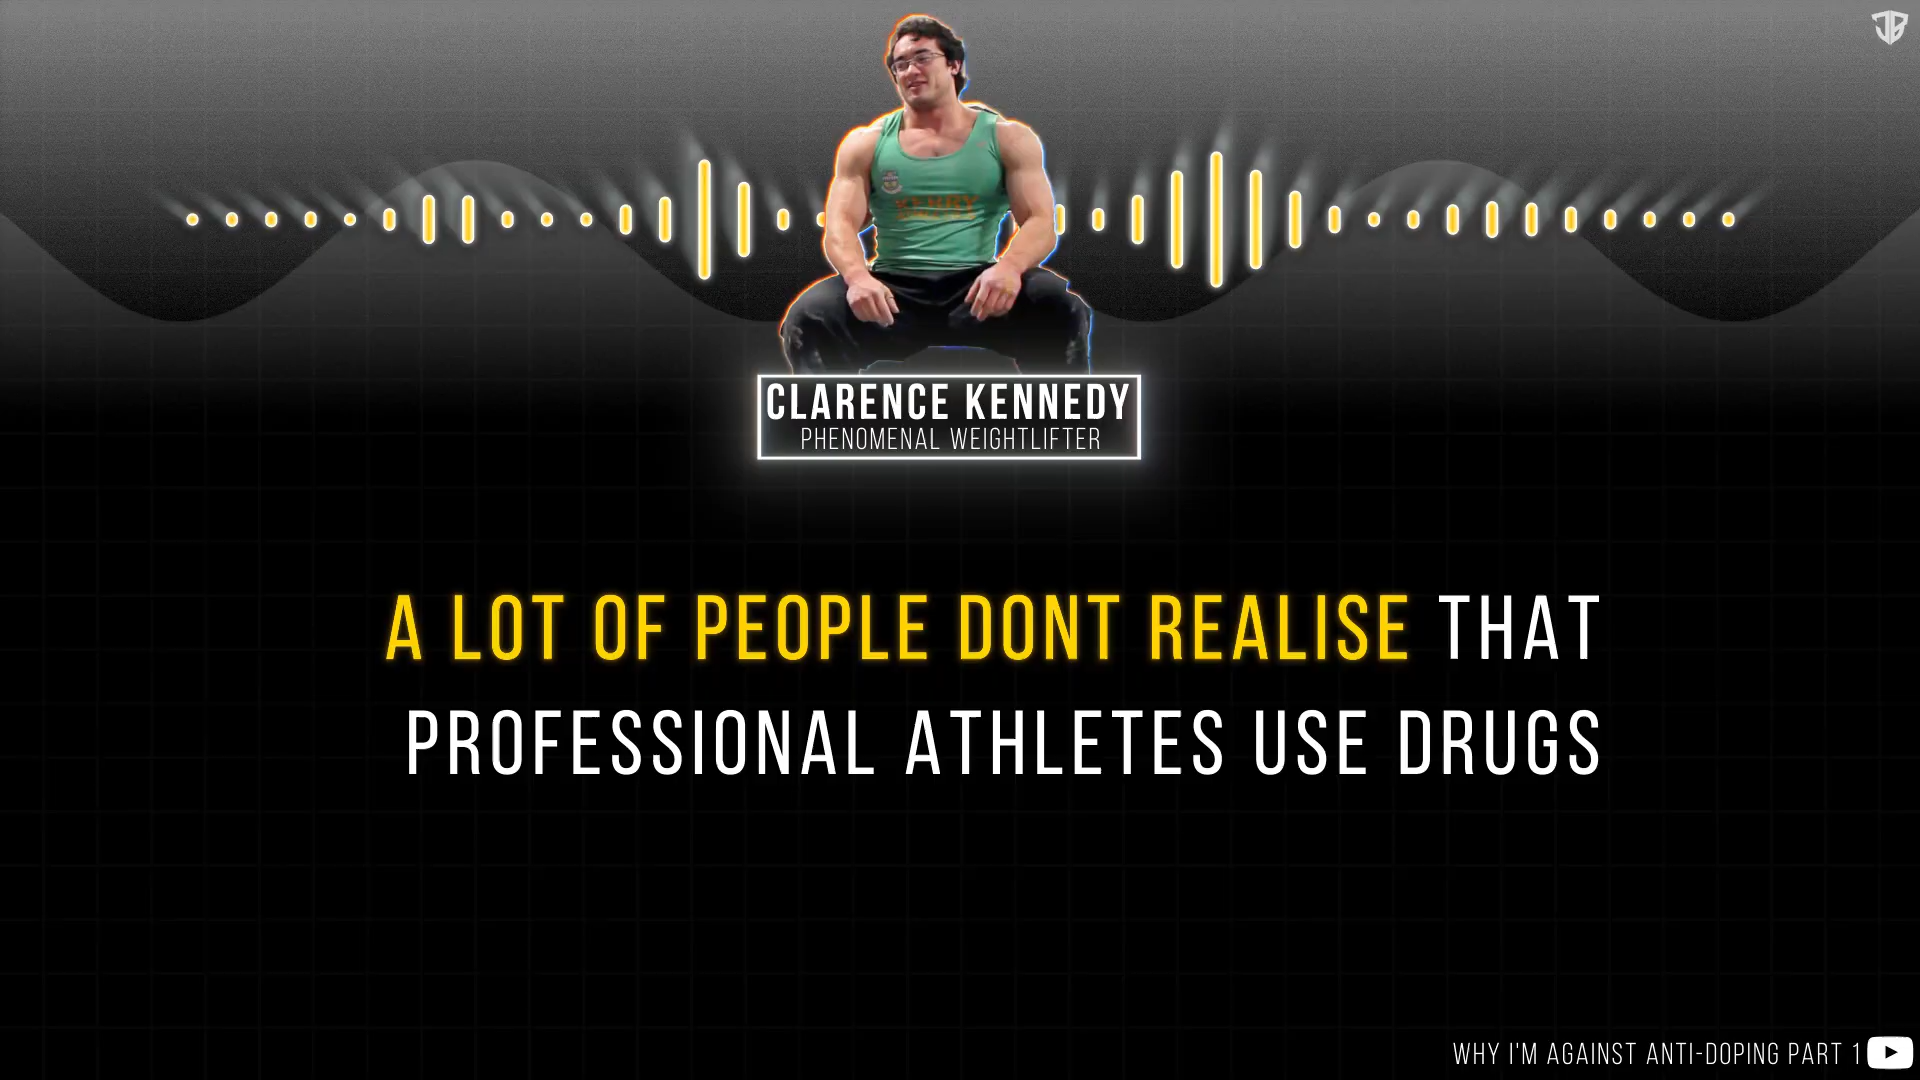 KERRY
CLARENCE KENNEDY
PHENOMENAL WEIGHTLIFTER
A LOT OF PEOPLE DONT REALISE THAT
PROFESSIONAL ATHLETES USE DRUGS
WHY I'M AGAINST ANTI-DOPING PART 1